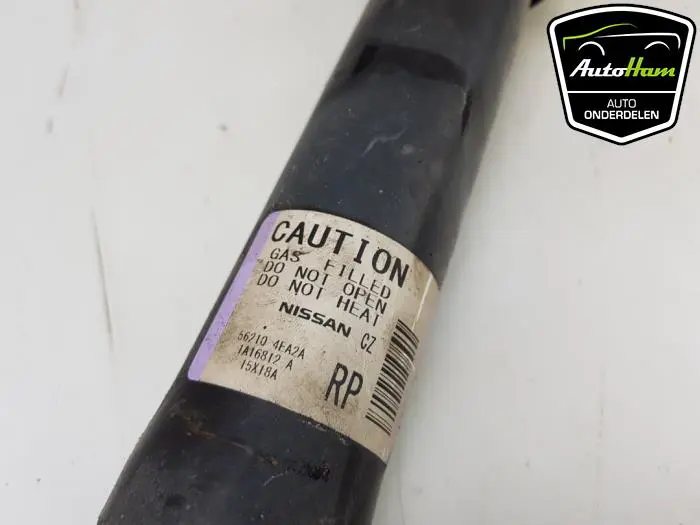 AutoHam
AUTO
ONDERDELEN
CAUTION
GAS FILLED
DO NOT OPEN
DO NOT HEAT
NISSAN CZ
56210 4EA2A
1A16812 A
15X18A
RP